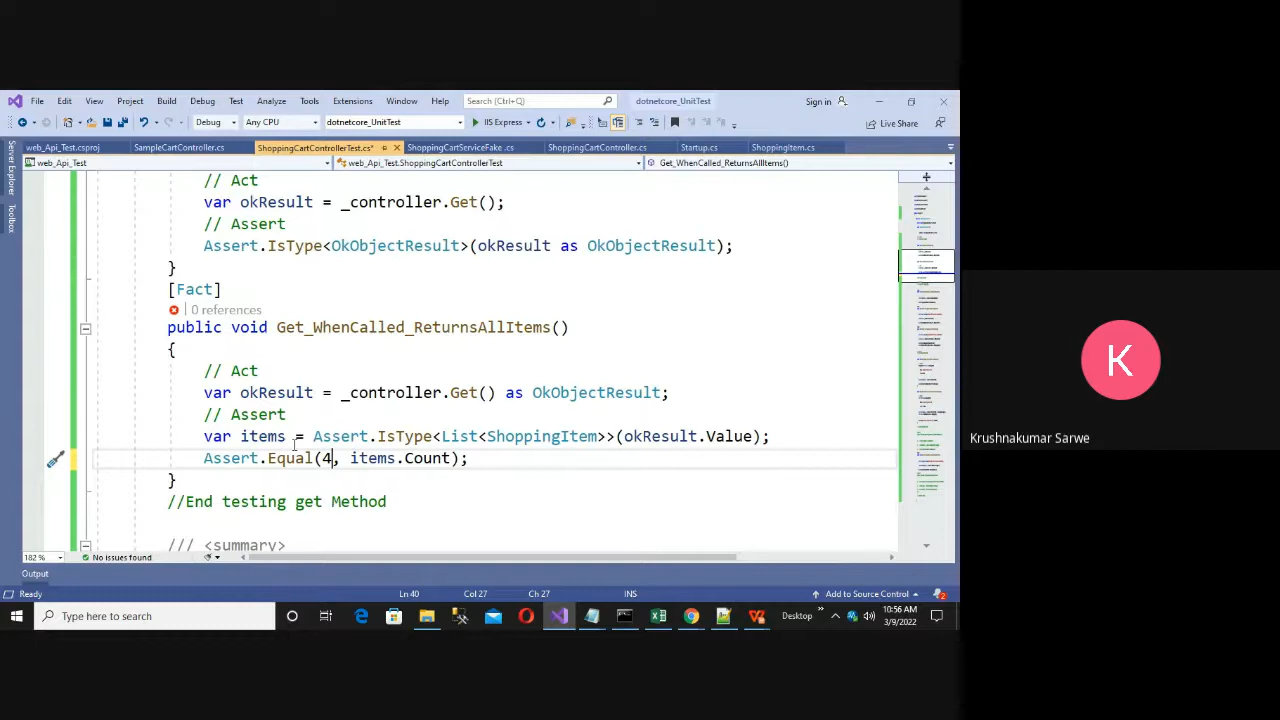 File Edit View Project Build Debug Test Analyze Tools Extensions Window Help Search (Ctrl+Q) dotnetcore_UnitTest Sign in
Debug Any CPU dotnetcore_UnitTest IIS Express Live Share
web_Api_Test.csproj SampleCartController.cs ShoppingCartControllerTest.cs* ShoppingCartServiceFake .cs ShoppingCartController.cs Startup.cs ShoppingItem.cs
web_Api_Test web_Api_Test.ShoppingCartControllerTest Get_WhenCalled_ReturnsAllItems()
Server Explorer
Toolbox
// Act
var okResult = _controller.Get();
// Assert
Assert.IsType<OkObjectResult>(okResult as OkObjectResult);
}
[Fact]
0 references
public void Get_WhenCalled_ReturnsAllItems()
{
// Act
var okResult = _controller.Get() as OkObjectResult;
// Assert
var items = Assert.IsType<List<ShoppingItem>>(okResult.Value);
Assert.Equal(4, items.Count);
}
//End testing get Method
/// <summary>
182 % No issues found
Output
Ready Ln 40 Col 27 Ch 27 INS Add to Source Control 2
Type here to search Desktop 10:56 AM
3/9/2022
K
Krushnakumar Sarwe